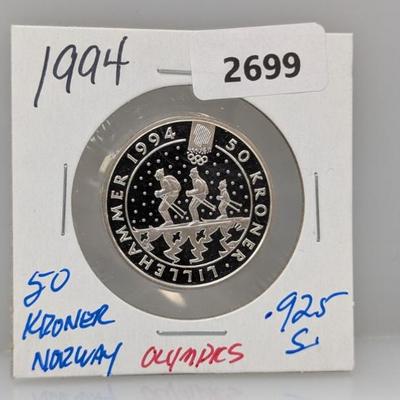 1994
2699
LILLEHAMMER 1994 50 KRONER
50
KRONER
NORWAY
OLYMPICS
.925
S